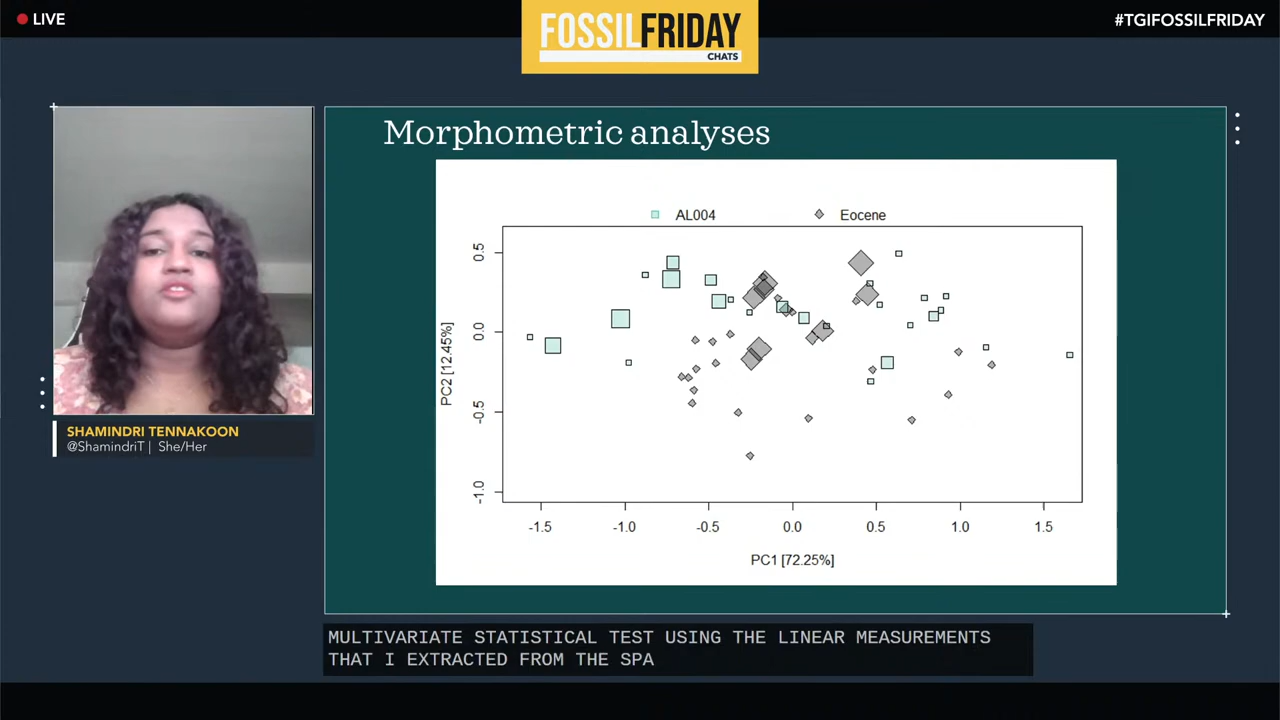 LIVE
FOSSILFRIDAY
CHATS
#TGIFOSSILFRIDAY
Morphometric analyses
AL004
Eocene
0.5
0.0
-0.5
-1.0
PC2 [12.45%]
-1.5 -1.0 -0.5 0.0 0.5 1.0 1.5
PC1 [72.25%]
SHAMINDRI TENNAKOON
@ShamindriT | She/Her
MULTIVARIATE STATISTICAL TEST USING THE LINEAR MEASUREMENTS
THAT I EXTRACTED FROM THE SPA